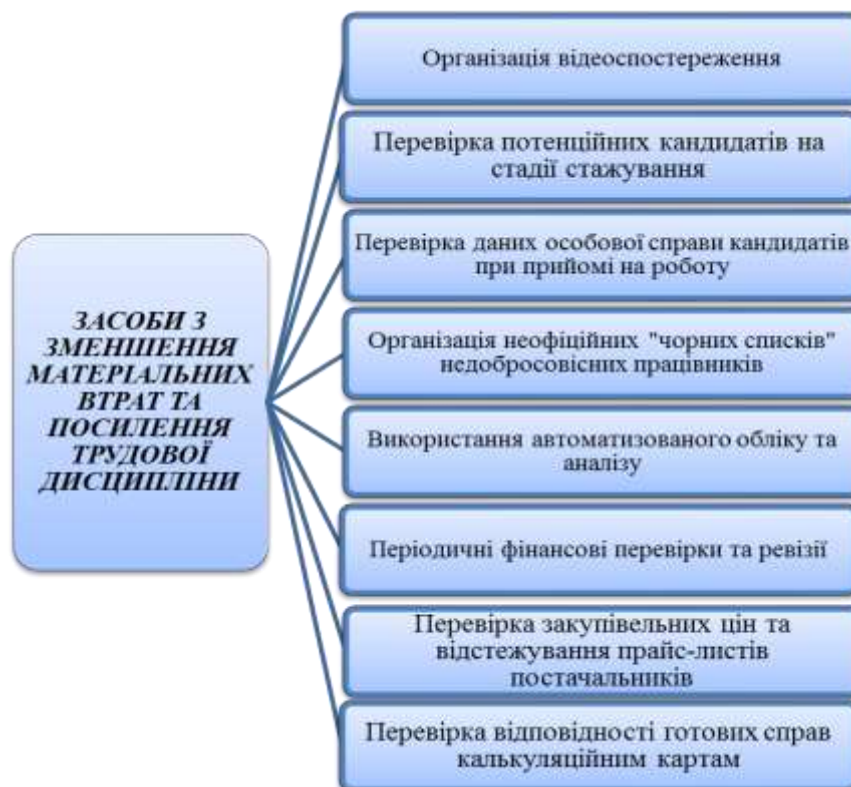 ЗАСОБИ З
ЗМЕНШЕННЯ
МАТЕРІАЛЬНИХ
ВТРАТ ТА
ПОСИЛЕННЯ
ТРУДОВОЇ
ДИСЦИПЛІНИ
Організація відеоспостереження
Перевірка потенційних кандидатів на
стадії стажування
Перевірка даних особової справи кандидатів
при прийомі на роботу
Організація неофіційних "чорних списків"
недобросовісних працівників
Використання автоматизованого обліку та
аналізу
Періодичні фінансові перевірки та ревізії
Перевірка закупівельних цін та
відстежування прайс-листів
постачальників
Перевірка відповідності готових справ
калькуляційним картам